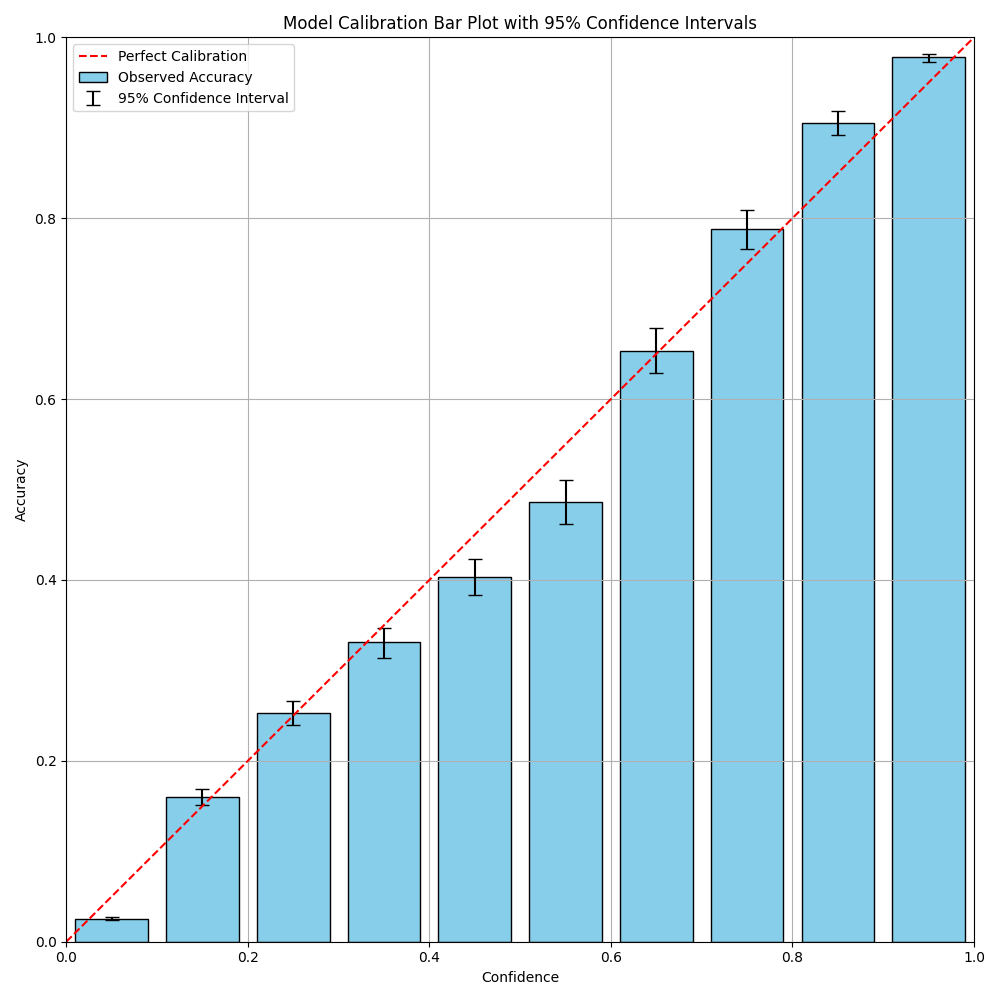 Model Calibration Bar Plot with 95% Confidence Intervals
Perfect Calibration
Observed Accuracy
95% Confidence Interval
Accuracy
1.0
0.8
0.6
0.4
0.2
0.0
0.0 0.2 0.4 0.6 0.8 1.0
Confidence